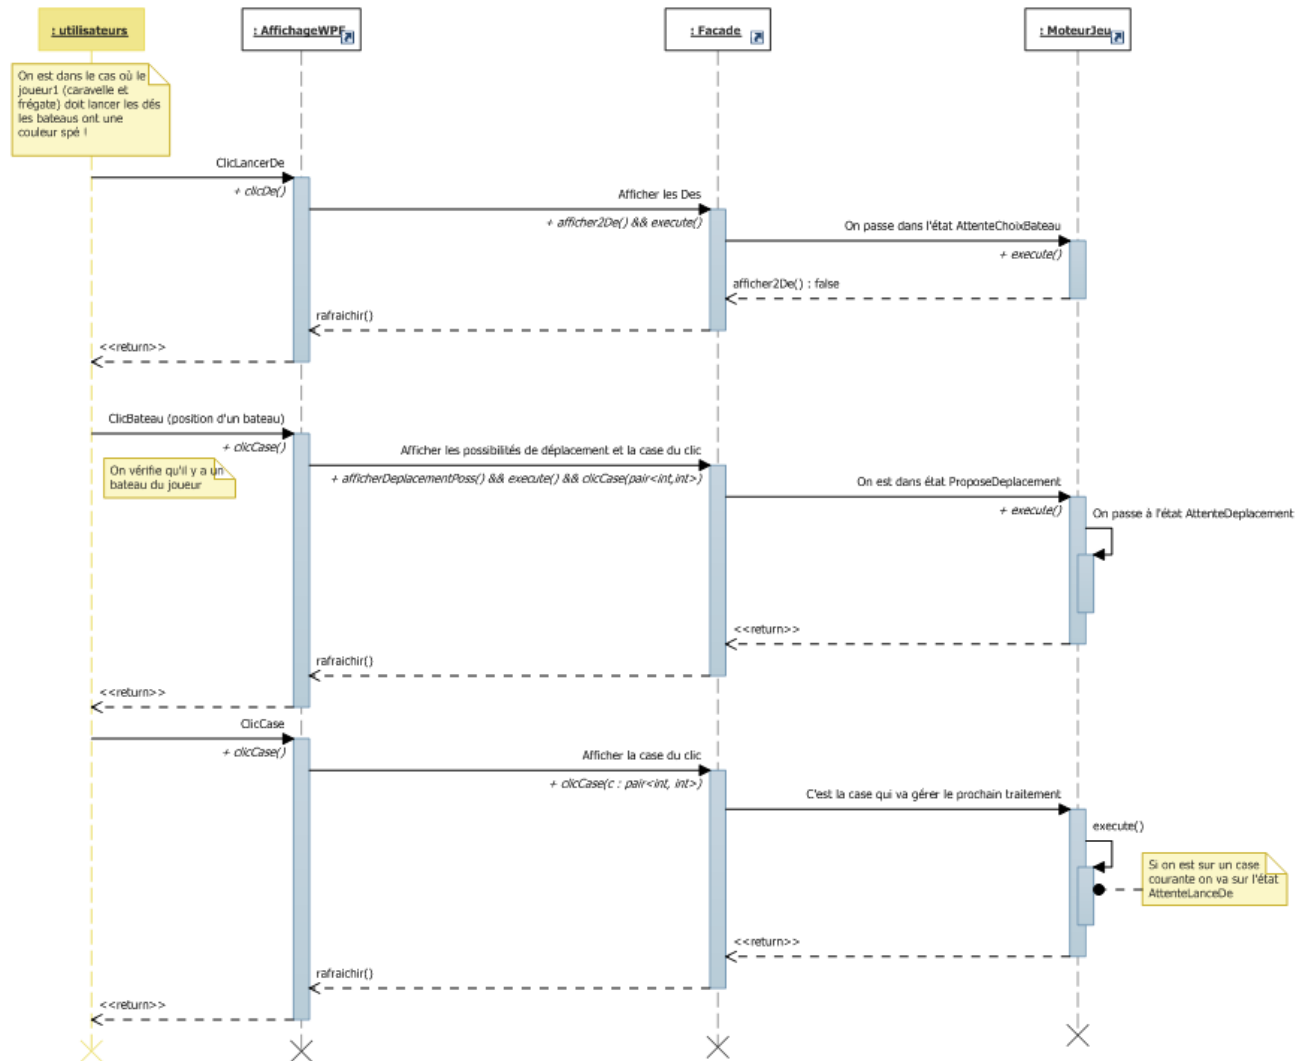 : utilisateurs
: AffichageWPF
: Facade
: MoteurJeu
On est dans le cas où le
joueur1 (caravelle et
frégate) doit lancer les dés
les bateaus ont une
couleur spé !
ClicLancerDe
+ clicDe()
Afficher les Des
+ afficher2De() && execute()
On passe dans l'état AttenteChoixBateau
+ execute()
afficher2De() : false
rafraichir()
<<return>>
ClicBateau (position d'un bateau)
+ clicCase()
On vérifie qu'il y a un
bateau du joueur
Afficher les possibilités de déplacement et la case du clic
+ afficherDeplacementPoss() && execute() && clicCase(pair<int,int>)
On est dans état ProposeDeplacement
+ execute()
On passe à l'état AttenteDeplacement
<<return>>
rafraichir()
<<return>>
ClicCase
+ clicCase()
Afficher la case du clic
+ clicCase(c : pair<int, int>)
C'est la case qui va gérer le prochain traitement
execute()
Si on est sur un case
courante on va sur l'état
AttenteLanceDe
<<return>>
rafraichir()
<<return>>